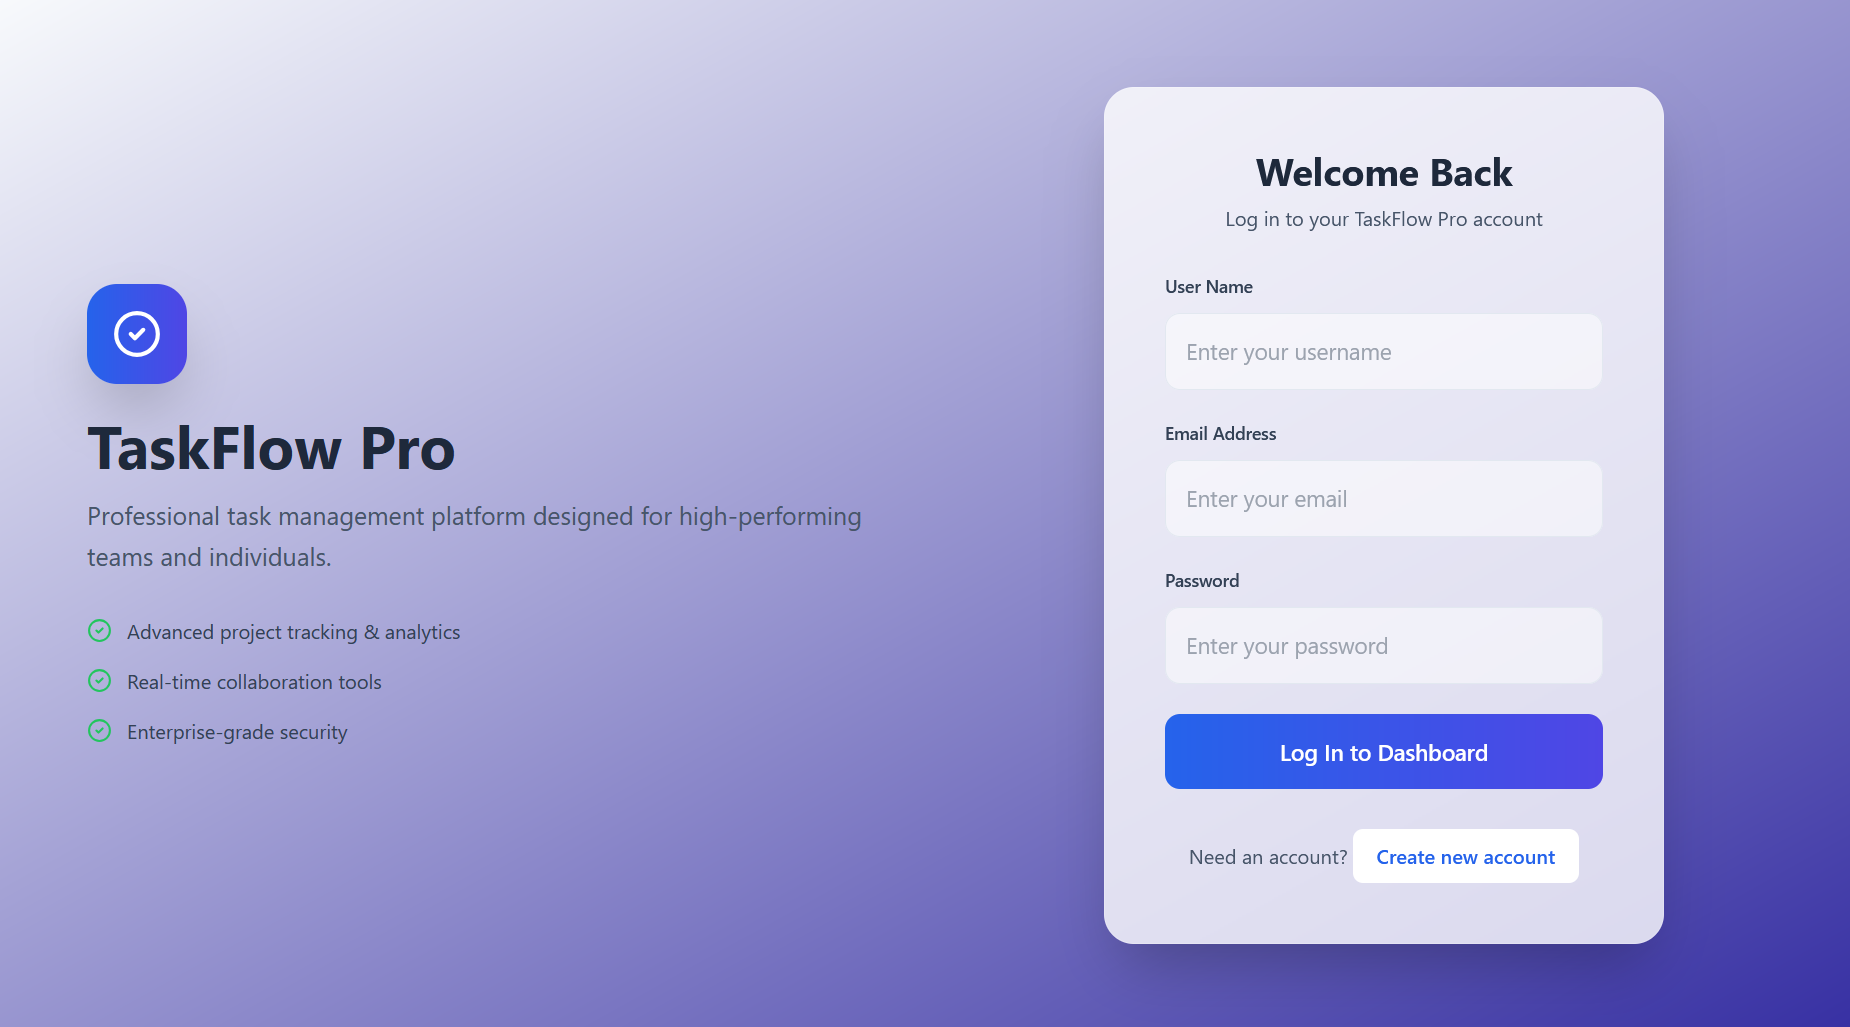 TaskFlow Pro
Professional task management platform designed for high-performing
teams and individuals.
Advanced project tracking & analytics
Real-time collaboration tools
Enterprise-grade security
Welcome Back
Log in to your TaskFlow Pro account
User Name
Enter your username
Email Address
Enter your email
Password
Enter your password
Log In to Dashboard
Need an account? Create new account